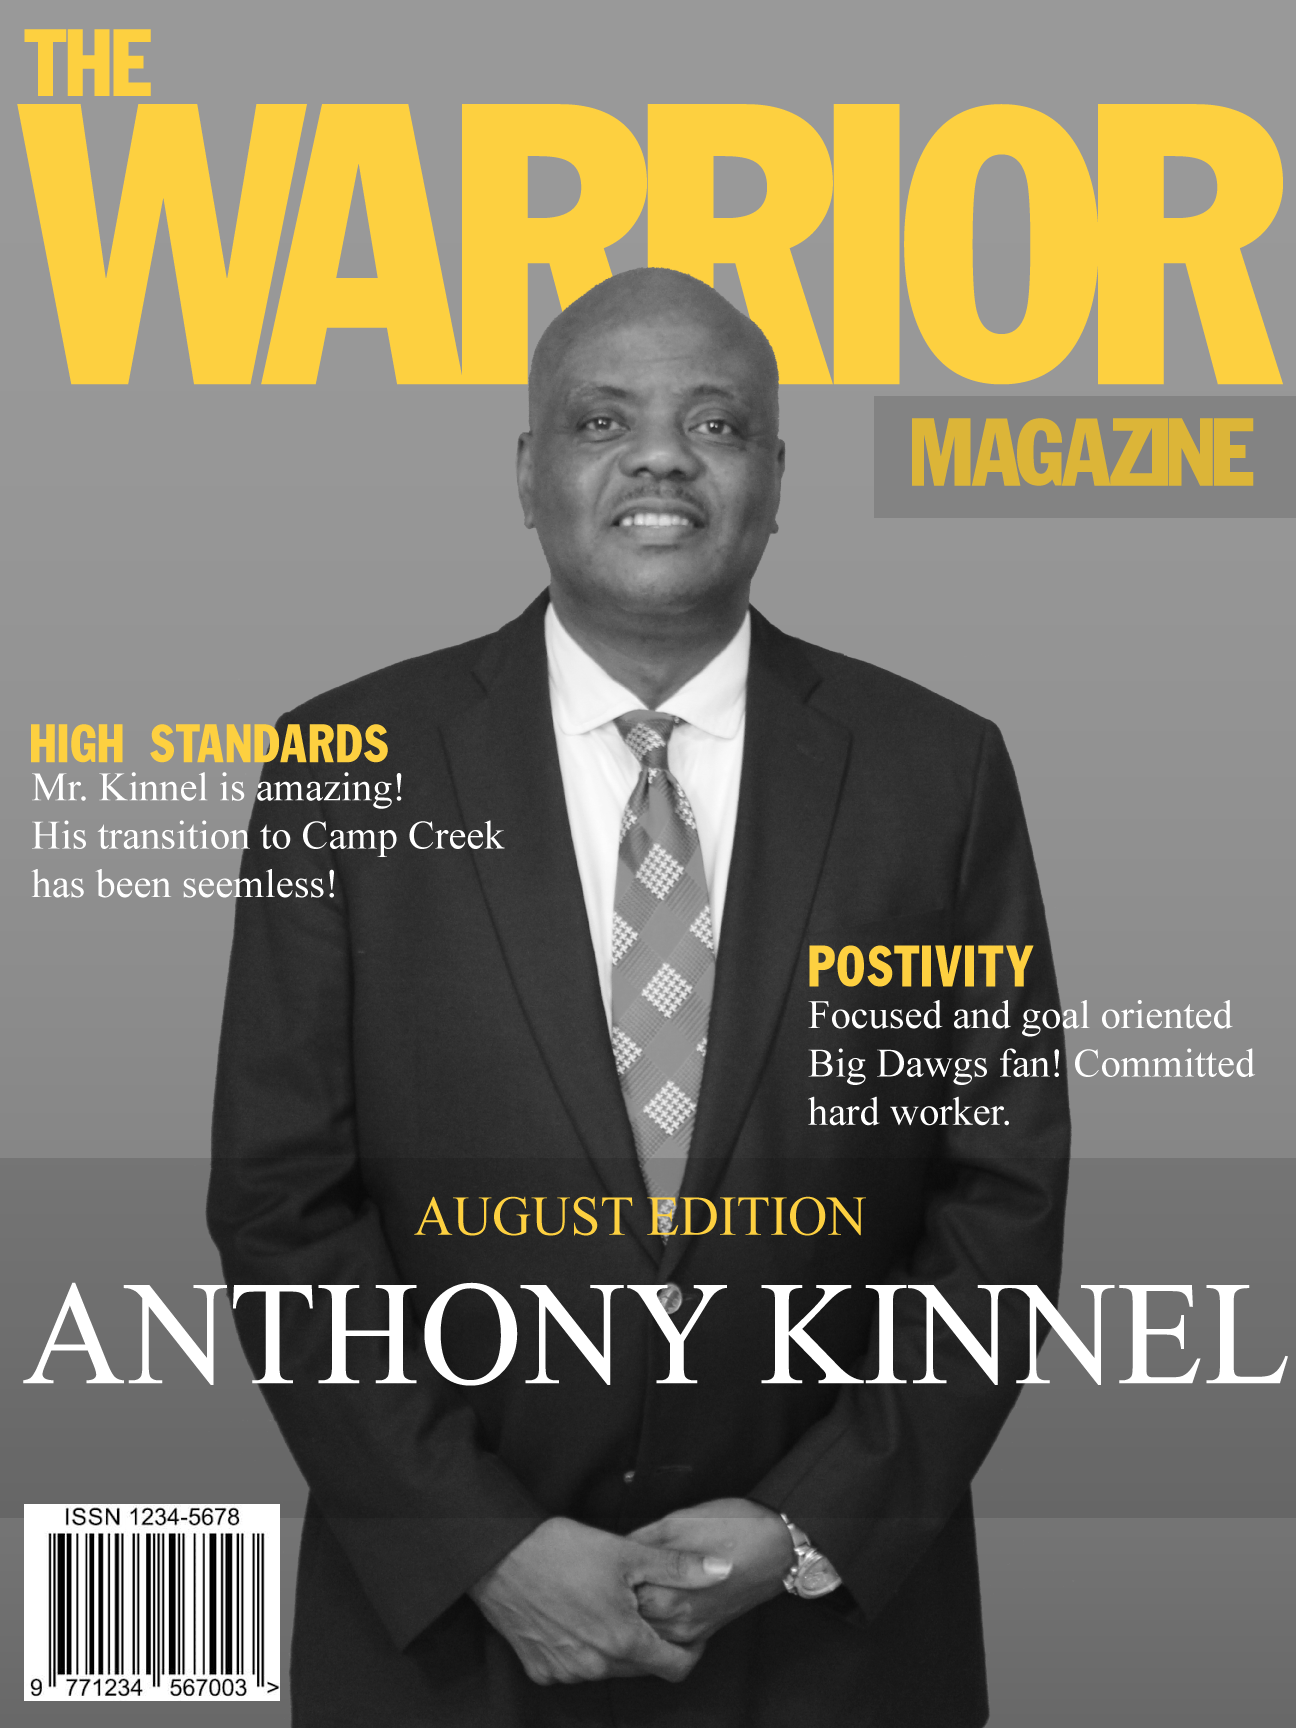 THE
WARRIOR
MAGAZINE
HIGH STANDARDS
Mr. Kinnel is amazing!
His transition to Camp Creek
has been seemless!
POSTIVITY
Focused and goal oriented
Big Dawgs fan! Committed
hard worker.
AUGUST EDITION
ANTHONY KINNEL
ISSN 1234-5678
9 771234 567003 >